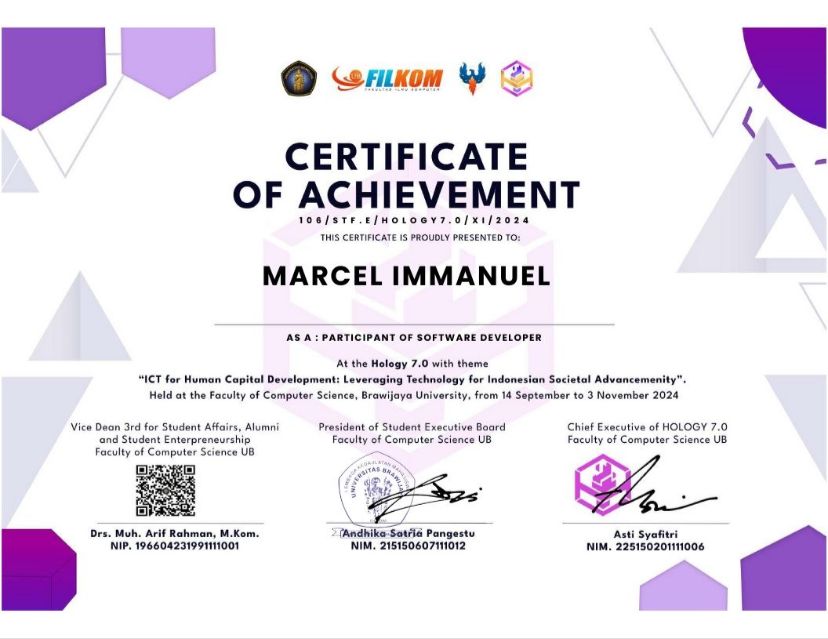 FILKOM
FAKULTAS ILMU KOMPUTER
CERTIFICATE
OF ACHIEVEMENT
106/STF.E/HOLOGY7.0/XI/2024
THIS CERTIFICATE IS PROUDLY PRESENTED TO:
MARCEL IMMANUEL
AS A : PARTICIPANT OF SOFTWARE DEVELOPER
At the Hology 7.0 with theme
“ICT for Human Capital Development: Leveraging Technology for Indonesian Societal Advancemenity”.
Held at the Faculty of Computer Science, Brawijaya University, from 14 September to 3 November 2024
Vice Dean 3rd for Student Affairs, Alumni
and Student Enterpreneurship
Faculty of Computer Science UB
Drs. Muh. Arif Rahman, M.Kom.
NIP. 196604231991111001
President of Student Executive Board
Faculty of Computer Science UB
UNIVERSITAS BRAWIJAYA
Andhika Satria Pangestu
NIM. 215150607111012
Chief Executive of HOLOGY 7.0
Faculty of Computer Science UB
Asti Syafitri
NIM. 225150201111006